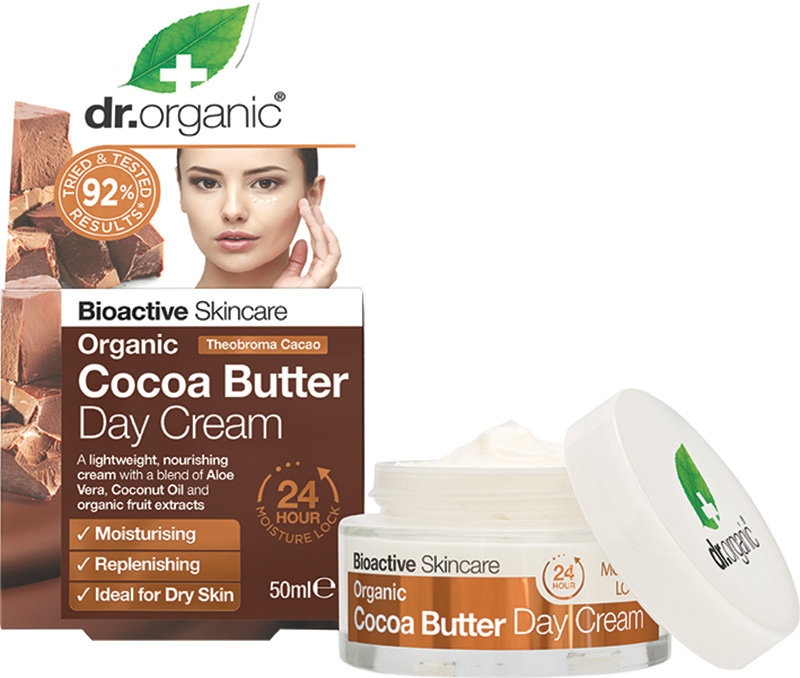 dr.organic®
TRIED & TESTED
92%
RESULTS*
Bioactive Skincare
Organic
Theobroma Cacao
Cocoa Butter
Day Cream
A lightweight, nourishing
cream with a blend of Aloe
Vera, Coconut Oil and
organic fruit extracts
24
HOUR
MOISTURE LOCK
✓ Moisturising
✓ Replenishing
✓ Ideal for Dry Skin
50ml℮
Bioactive Skincare
Organic
Cocoa Butter Day Cream
24
HOUR
dr.organic®